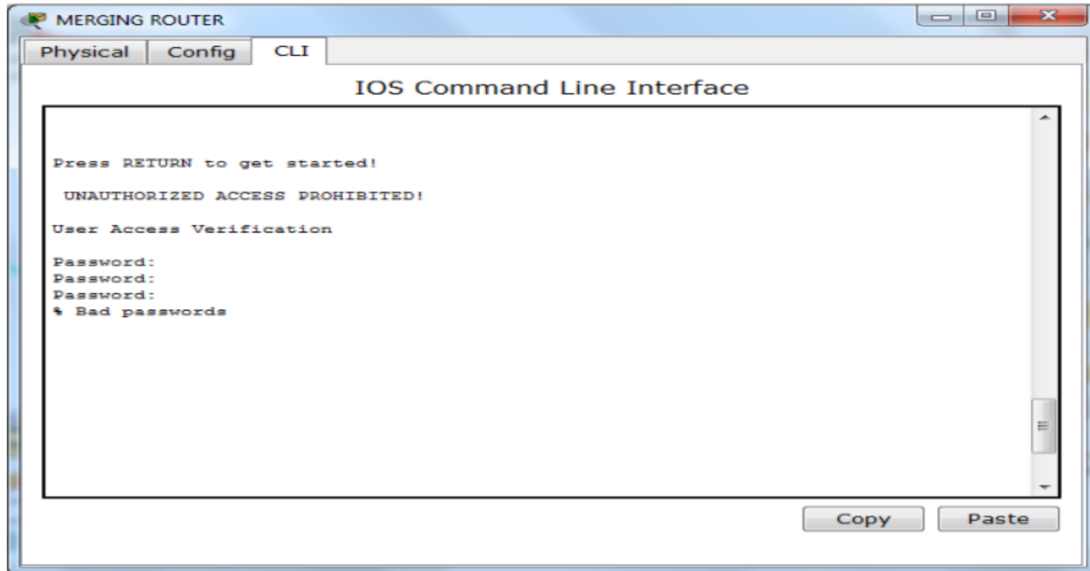 MERGING ROUTER
Physical Config CLI
IOS Command Line Interface
Press RETURN to get started!
UNAUTHORIZED ACCESS PROHIBITED!
User Access Verification
Password:
Password:
Password:
% Bad passwords
Copy Paste